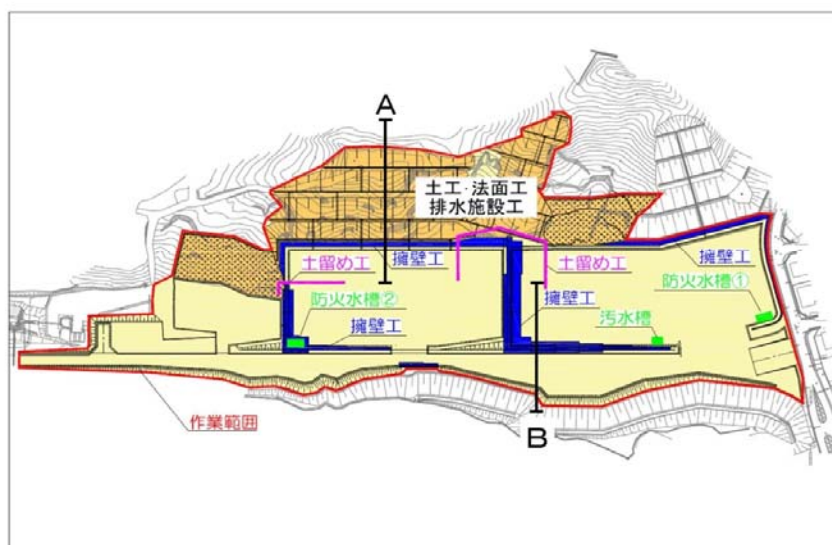 A
土工・法面工
排水施設工
土留め工
擁壁工
土留め工
擁壁工
防火水槽①
防火水槽②
擁壁工
擁壁工
汚水槽
作業範囲
B